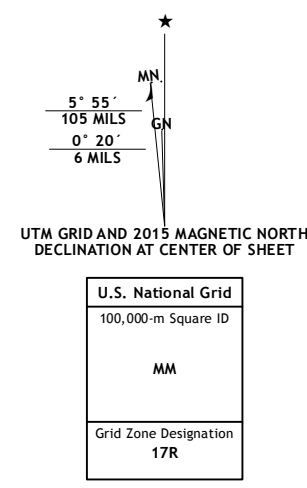 MN
GN
5° 55´
105 MILS
0° 20´
6 MILS
UTM GRID AND 2015 MAGNETIC NORTH
DECLINATION AT CENTER OF SHEET
U.S. National Grid
100,000-m Square ID
MM
Grid Zone Designation
17R